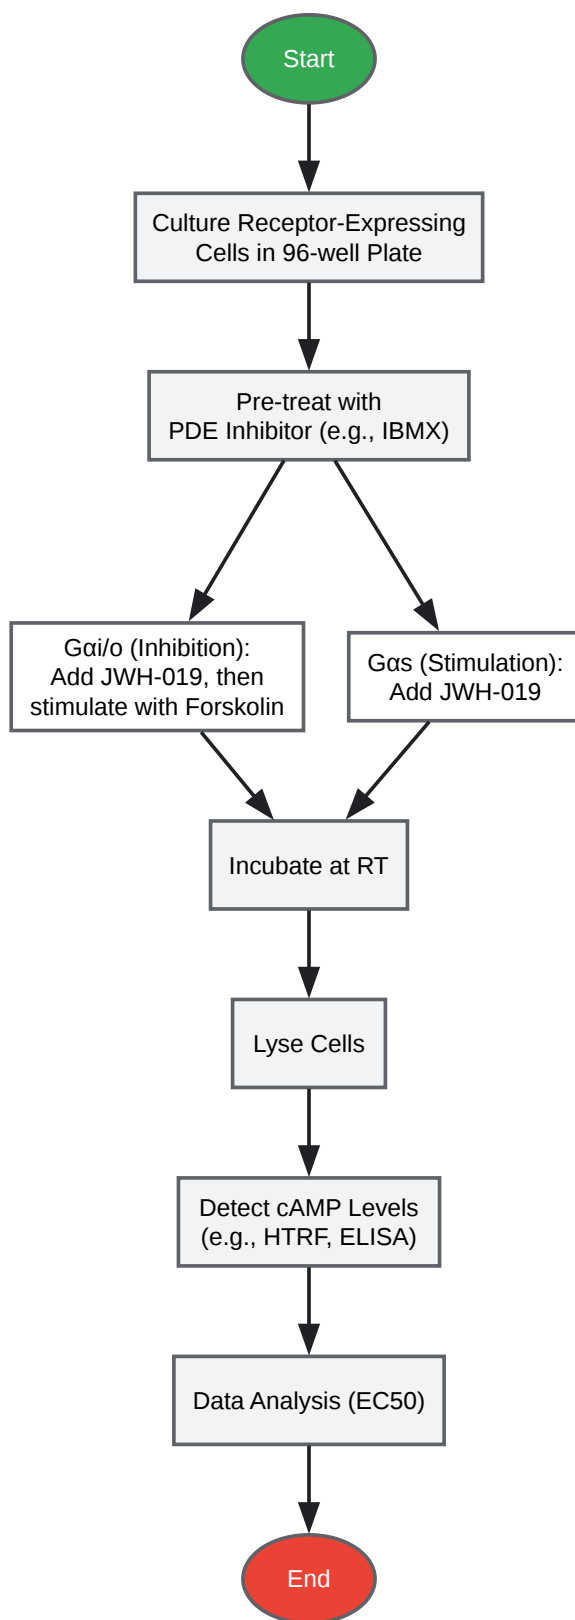 Start
Culture Receptor-Expressing
Cells in 96-well Plate
Pre-treat with
PDE Inhibitor (e.g., IBMX)
Gαi/o (Inhibition):
Add JWH-019, then
stimulate with Forskolin
Gαs (Stimulation):
Add JWH-019
Incubate at RT
Lyse Cells
Detect cAMP Levels
(e.g., HTRF, ELISA)
Data Analysis (EC50)
End